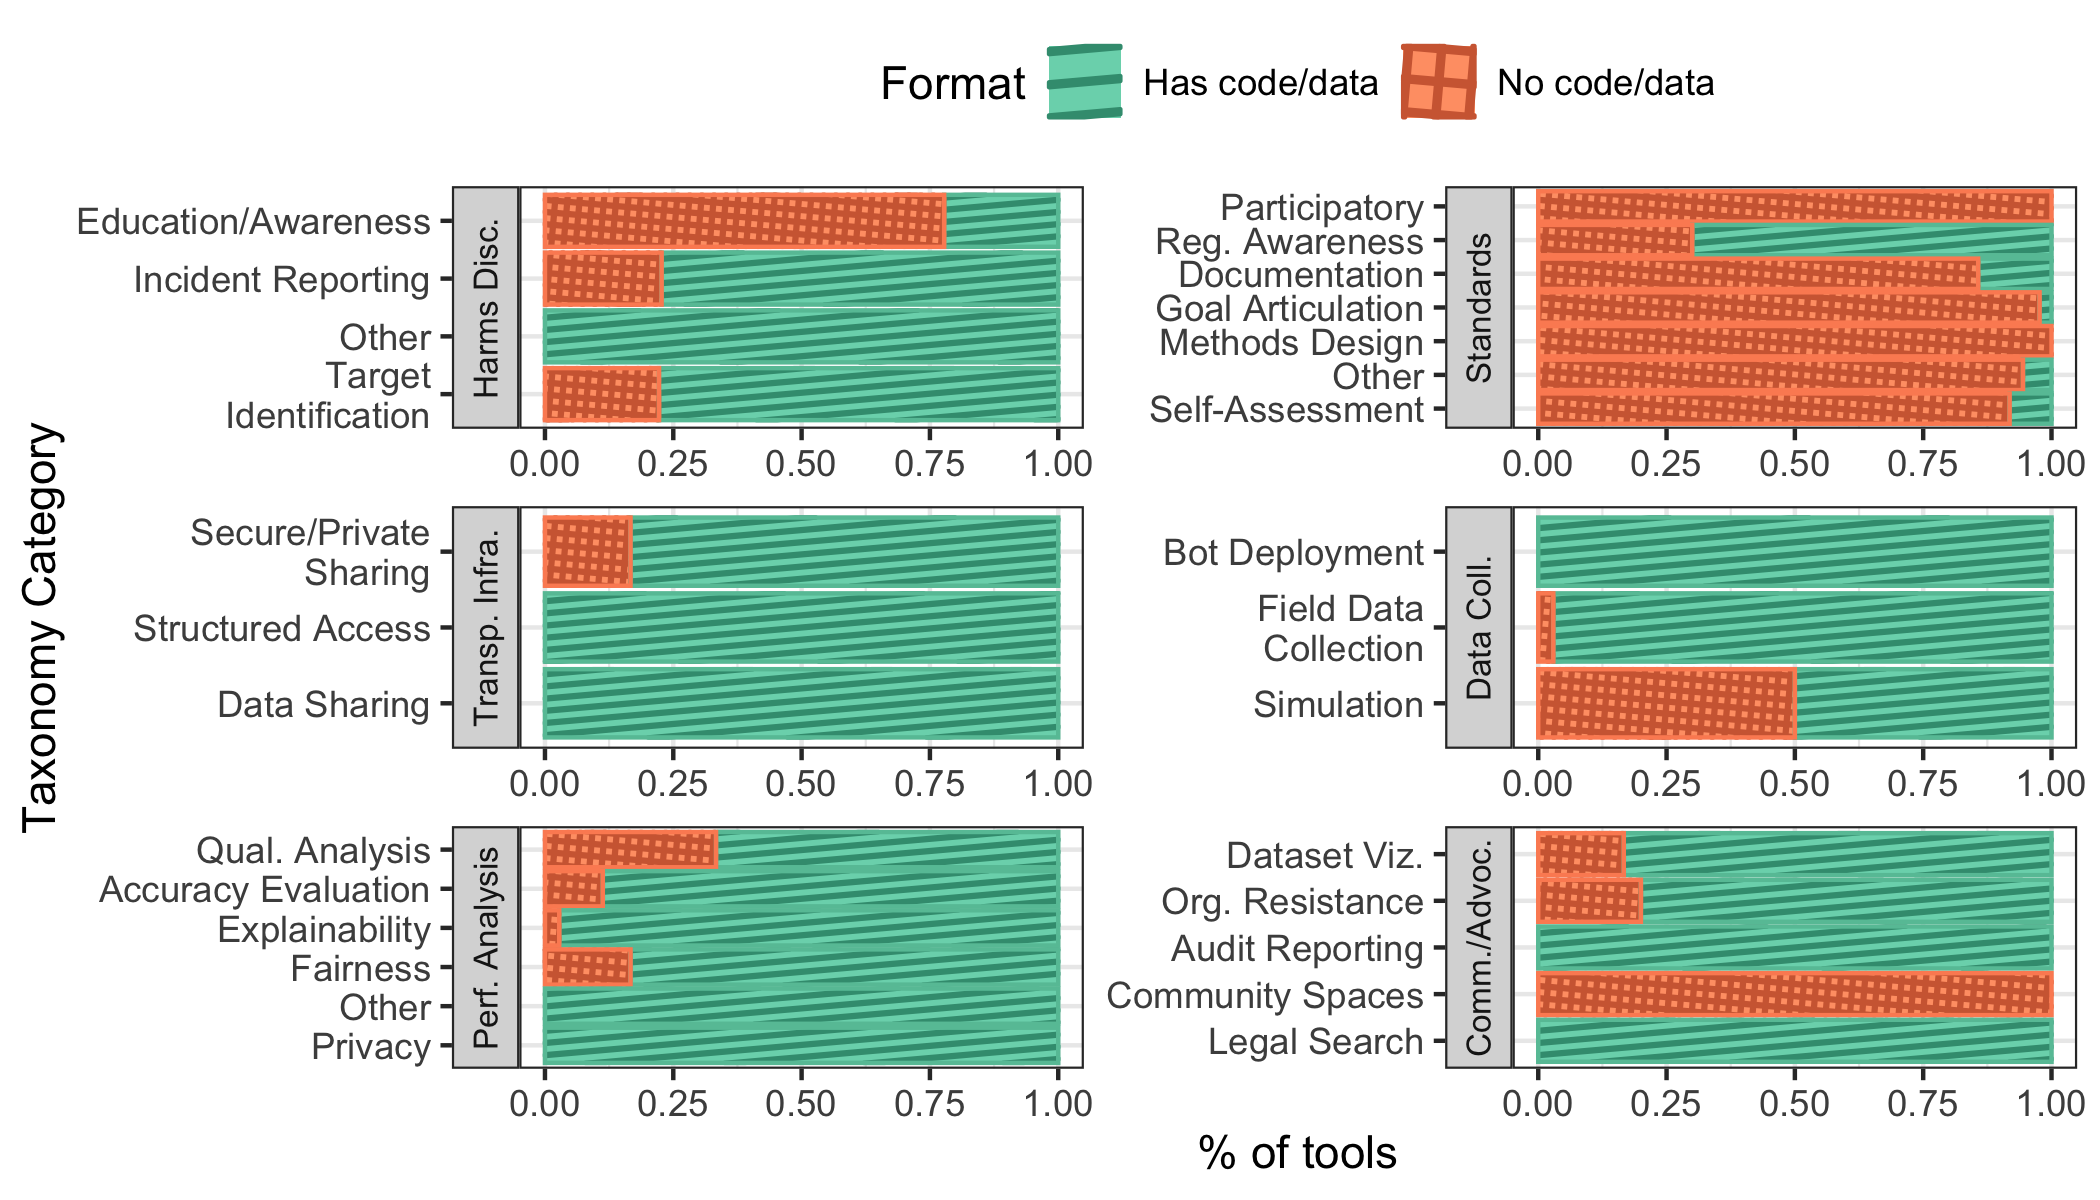 Format Has code/data No code/data
Taxonomy Category
Harms Disc.
Education/Awareness
Incident Reporting
Other
Target
Identification
0.00 0.25 0.50 0.75 1.00
Standards
Participatory
Reg. Awareness
Documentation
Goal Articulation
Methods Design
Other
Self-Assessment
0.00 0.25 0.50 0.75 1.00
Transp. Infra.
Secure/Private
Sharing
Structured Access
Data Sharing
0.00 0.25 0.50 0.75 1.00
Data Coll.
Bot Deployment
Field Data
Collection
Simulation
0.00 0.25 0.50 0.75 1.00
Perf. Analysis
Qual. Analysis
Accuracy Evaluation
Explainability
Fairness
Other
Privacy
0.00 0.25 0.50 0.75 1.00
Comm./Advoc.
Dataset Viz.
Org. Resistance
Audit Reporting
Community Spaces
Legal Search
0.00 0.25 0.50 0.75 1.00
% of tools